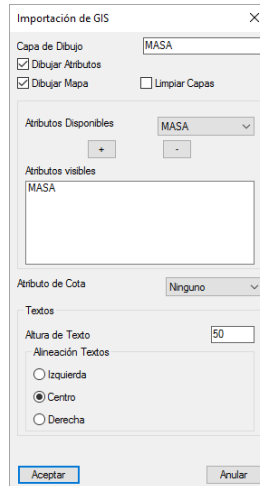 Importación de GIS
Capa de Dibujo MASA
Dibujar Atributos
Dibujar Mapa Limpiar Capas
Atributos Disponibles MASA
+ -
Atributos visibles
MASA
Atributo de Cota Ninguno
Textos
Altura de Texto 50
Alineación Textos
Izquierda
Centro
Derecha
Aceptar Anular